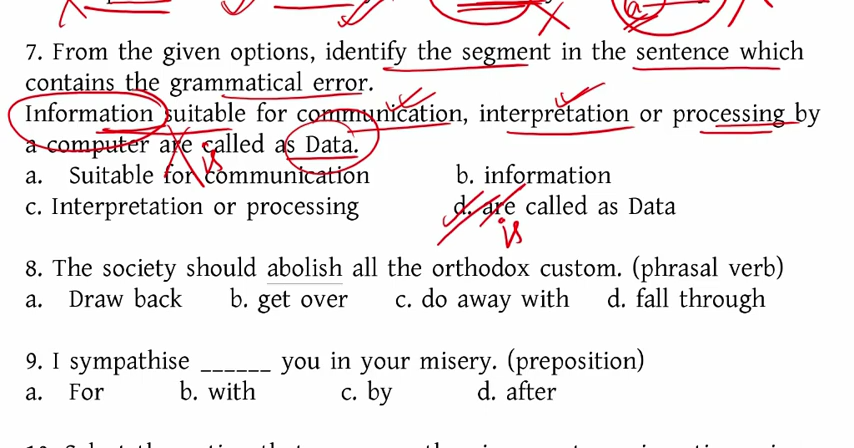 7. From the given options, identify the segment in the sentence which
contains the grammatical error.
Information suitable for communication, interpretation or processing by
a computer are called as Data.
is
a. Suitable for communication b. information
c. Interpretation or processing d. are called as Data
is
8. The society should abolish all the orthodox custom. (phrasal verb)
a. Draw back b. get over c. do away with d. fall through
9. I sympathise ______ you in your misery. (preposition)
a. For b. with c. by d. after